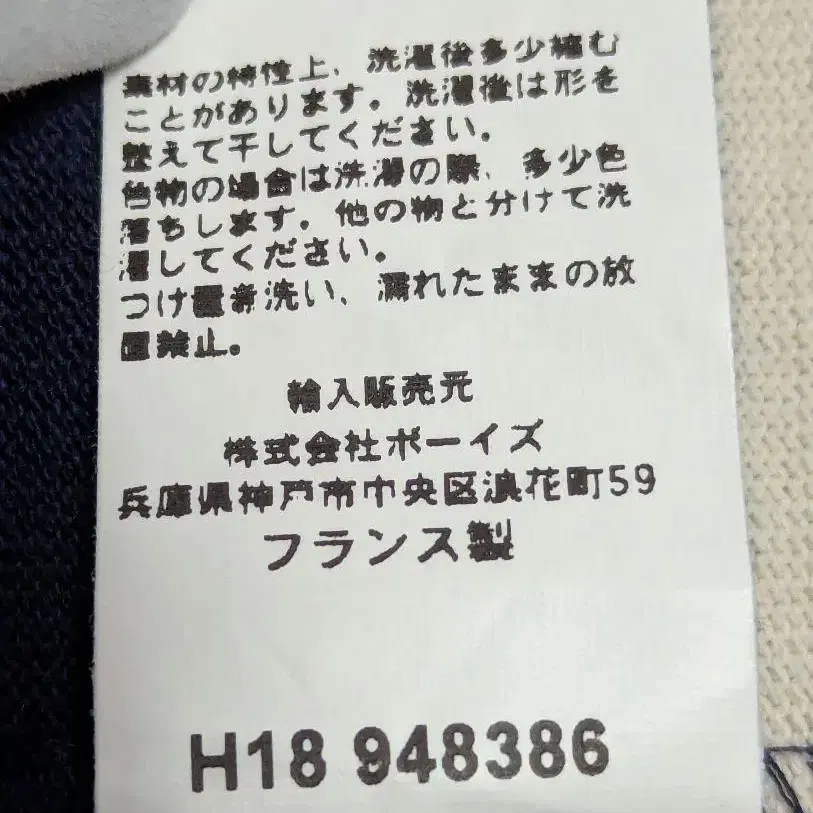 素材の特性上、洗濯後多少縮む
ことがあります。洗濯後は形を
整えて干してください。
色物の場合は洗濯の際、多少色
落ちします。他の物と分けて洗
濯してください。
つけ置き洗い、濡れたままの放
置禁止。
輸入販売元
株式会社ボーイズ
兵庫県神戸市中央区浪花町59
フランス製
H18 948386